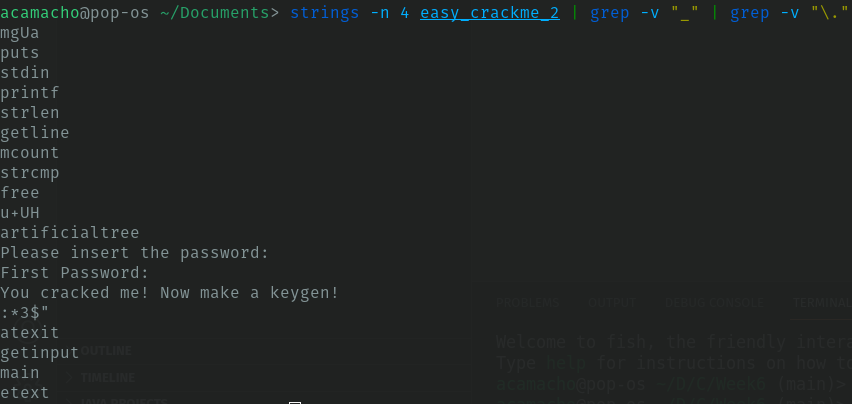 acamacho@pop-os ~/Documents> strings -n 4 easy_crackme_2 | grep -v "_" | grep -v "\."
mgUa
puts
stdin
printf
strlen
getline
mcount
strcmp
free
u+UH
artificialtree
Please insert the password:
First Password:
You cracked me! Now make a keygen!
:*3$"
atexit
getinput
main
etext
PROBLEMS OUTPUT DEBUG CONSOLE TERMINAL
Welcome to fish, the friendly intera
Type help for instructions on how to
acamacho@pop-os ~/D/C/Week6 (main)>
OUTLINE
TIMELINE